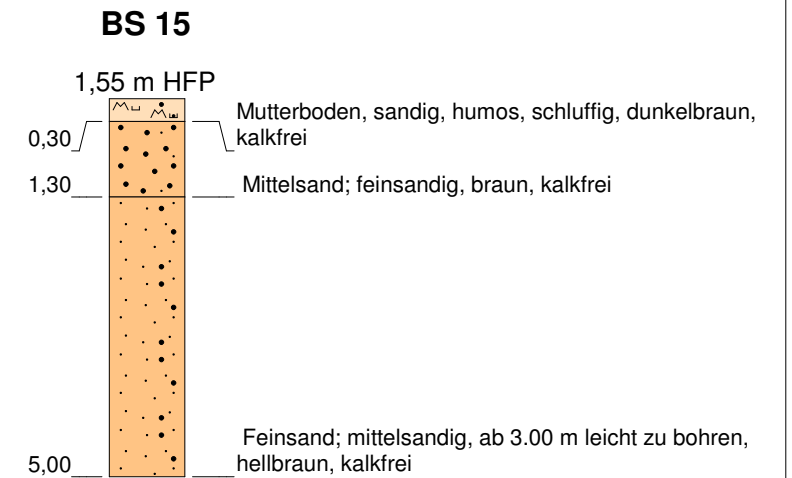 BS 15
1,55 m HFP
Mutterboden, sandig, humos, schluffig, dunkelbraun,
kalkfrei
0,30
1,30
Mittelsand; feinsandig, braun, kalkfrei
Feinsand; mittelsandig, ab 3.00 m leicht zu bohren,
hellbraun, kalkfrei
5,00